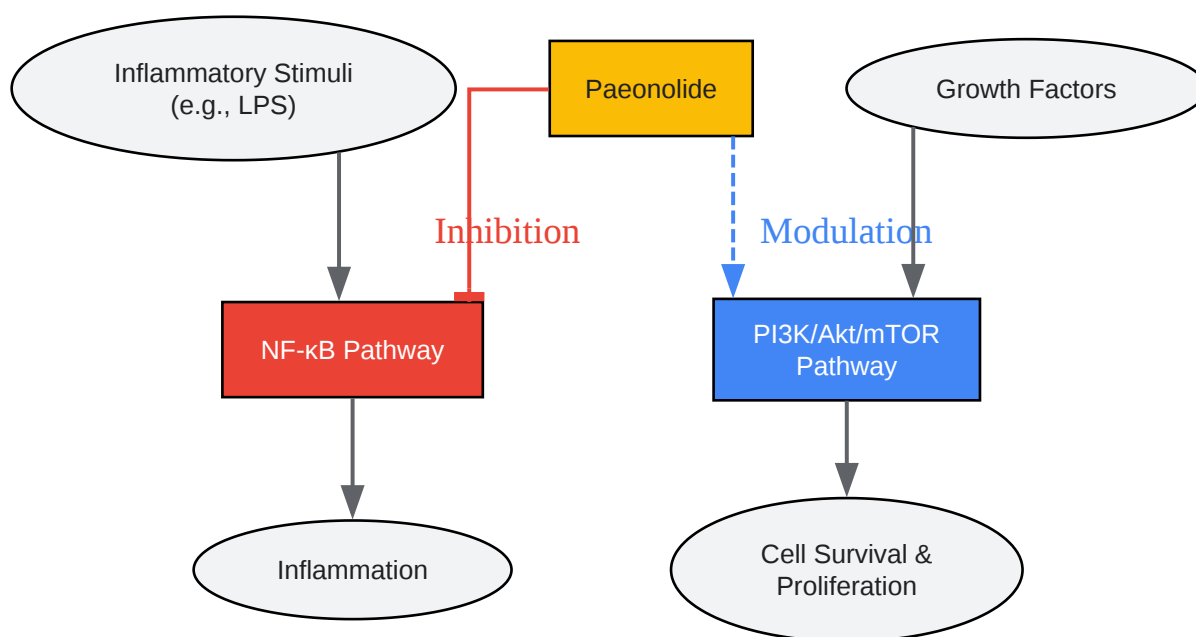 Inflammatory Stimuli
(e.g., LPS)
Paeonolide
Growth Factors
Inhibition
Modulation
NF-κB Pathway
PI3K/Akt/mTOR
Pathway
Inflammation
Cell Survival &
Proliferation